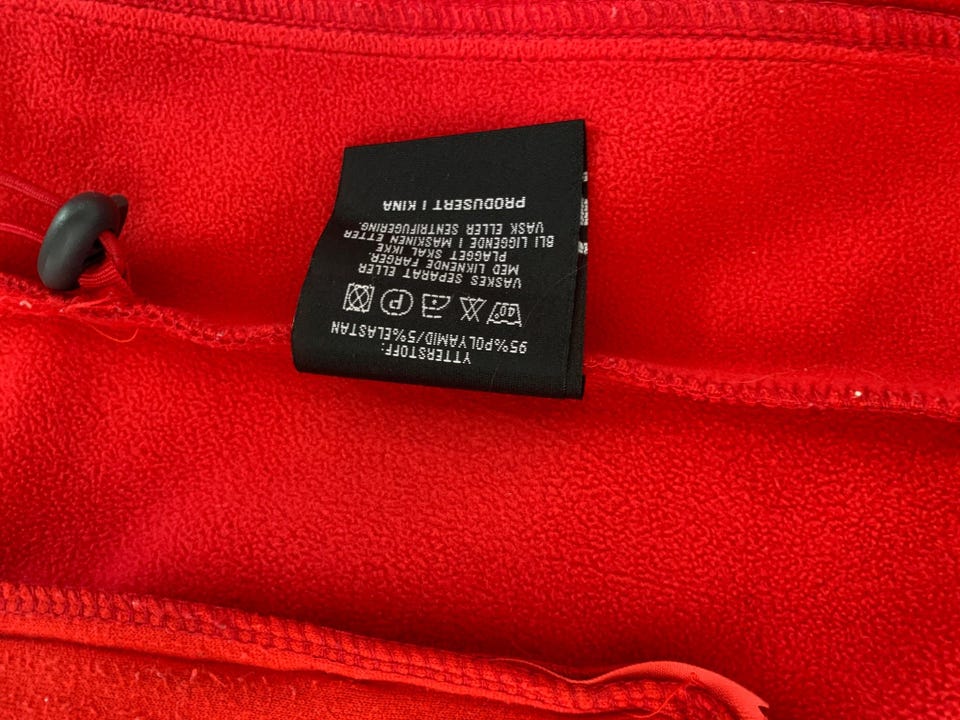 YTTERSTOFF:
95%POLYAMID/5%ELASTAN
40°
P
VASKES SEPARAT ELLER
MED LIKNENDE FARGER.
PLAGGET SKAL IKKE
BLI LIGGENDE I MASKINEN ETTER
VASK ELLER SENTRIFUGERING.
PRODUSERT I KINA